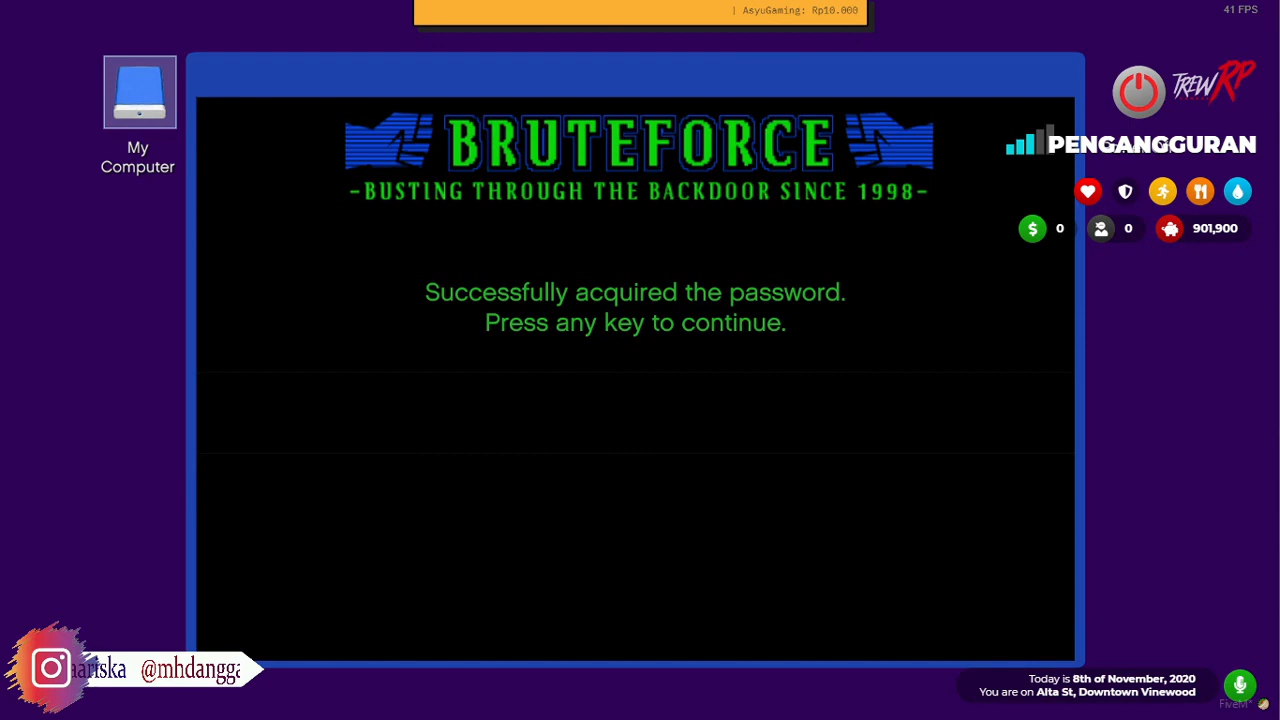 | AsyuGaming: Rp10.000
41 FPS
TREW RP
My
Computer
BRUTEFORCE
-BUSTING THROUGH THE BACKDOOR SINCE 1998-
PENGANGGURAN
0
0
901,900
Successfully acquired the password.
Press any key to continue.
@mhdangga
Today is 8th of November, 2020
You are on Alta St, Downtown Vinewood
FiveM